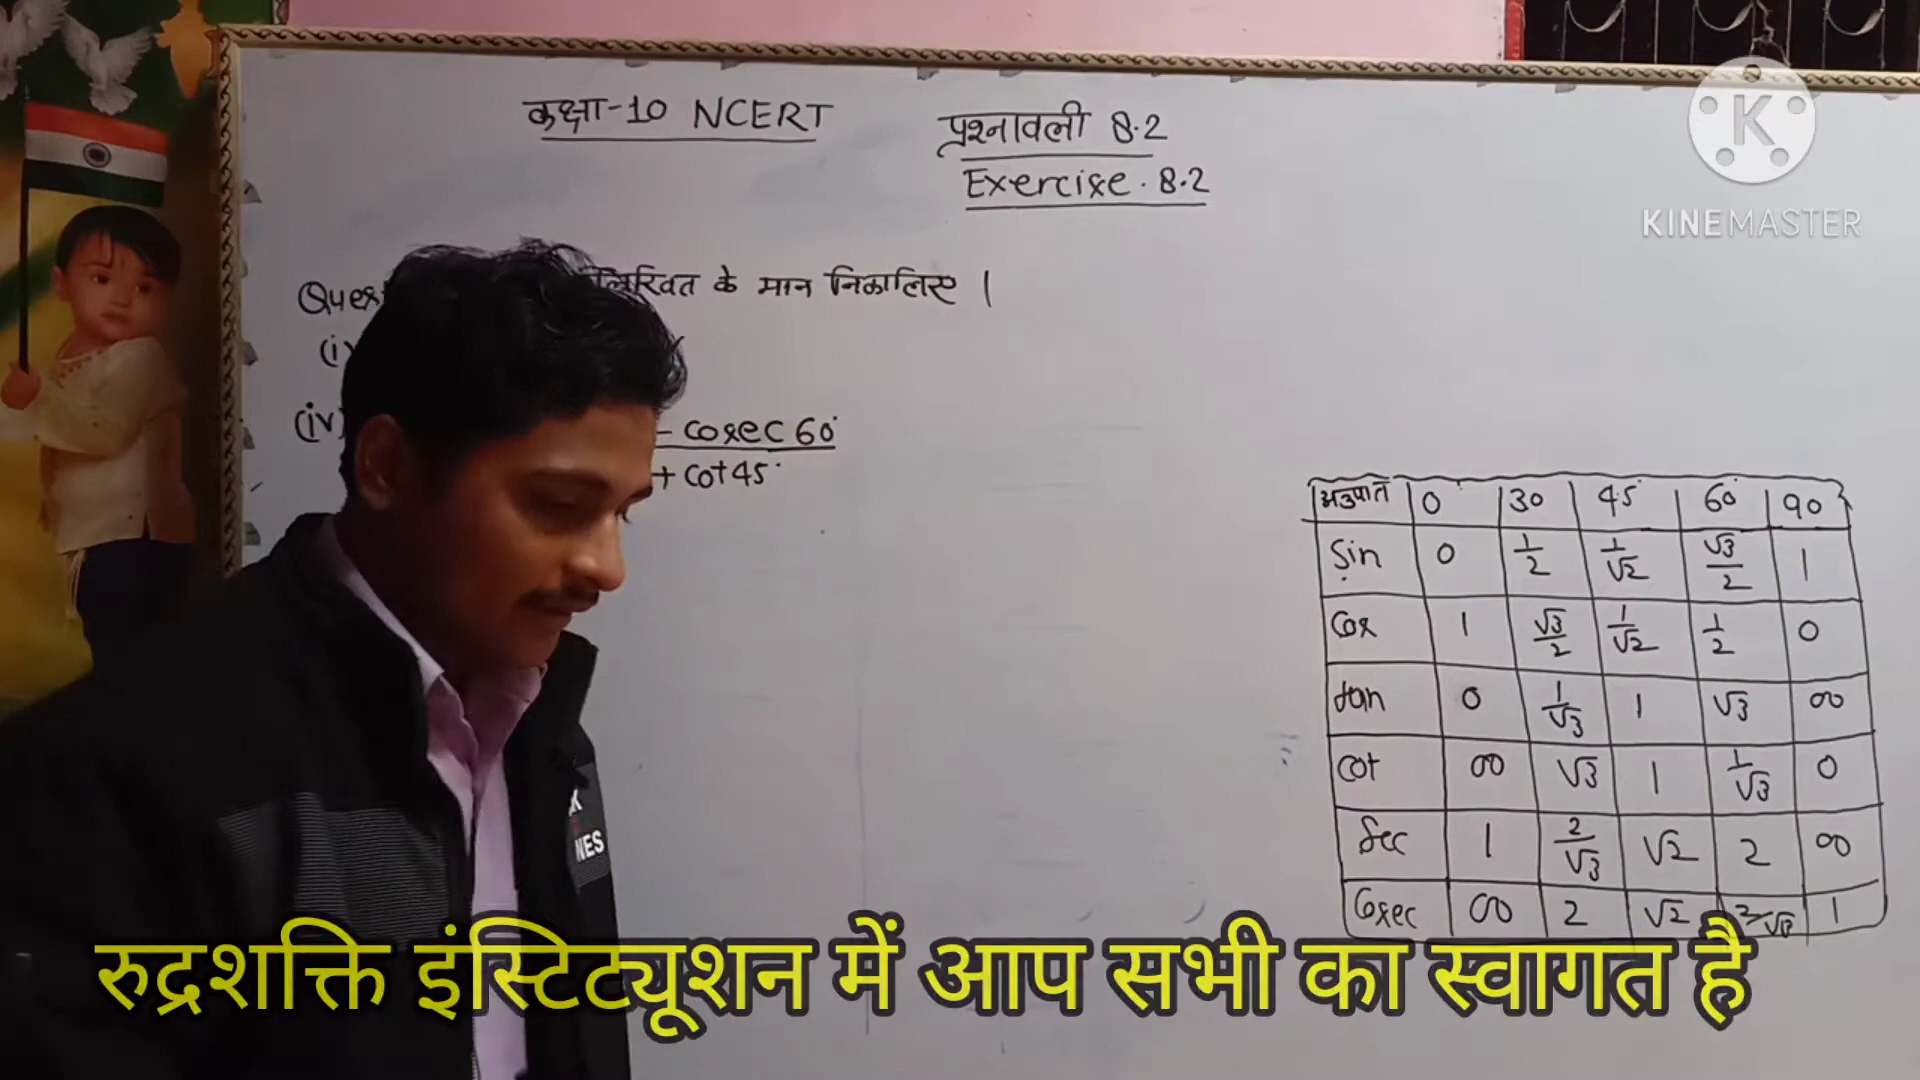 कक्षा-10 NCERT
प्रश्नावली 8.2
Exercise. 8.2
KINEMASTER
लिखित के मान निकालिए ।
(iv)
- cosec 60°
+ cot 45°
अनुपात 0 30 45° 60° 90
Sin 0 1/2 1/√2 √3/2 1
Cos 1 √3/2 1/√2 1/2 0
tan 0 1/√3 1 √3 ∞
cot ∞ √3 1 1/√3 0
Sec 1 2/√3 √2 2 ∞
Cosec ∞ 2 √2 2/√3 1
NES
रुद्रशक्ति इंस्टिट्यूशन में आप सभी का स्वागत है